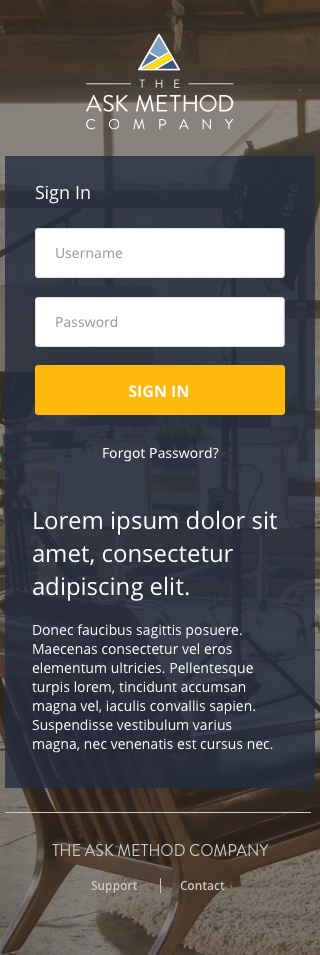 THE
ASK METHOD
COMPANY
Sign In
Username
Password
SIGN IN
Forgot Password?
Lorem ipsum dolor sit
amet, consectetur
adipiscing elit.
Donec faucibus sagittis posuere.
Maecenas consectetur vel eros
elementum ultricies. Pellentesque
turpis lorem, tincidunt accumsan
magna vel, iaculis convallis sapien.
Suspendisse vestibulum varius
magna, nec venenatis est cursus nec.
THE ASK METHOD COMPANY
Support | Contact